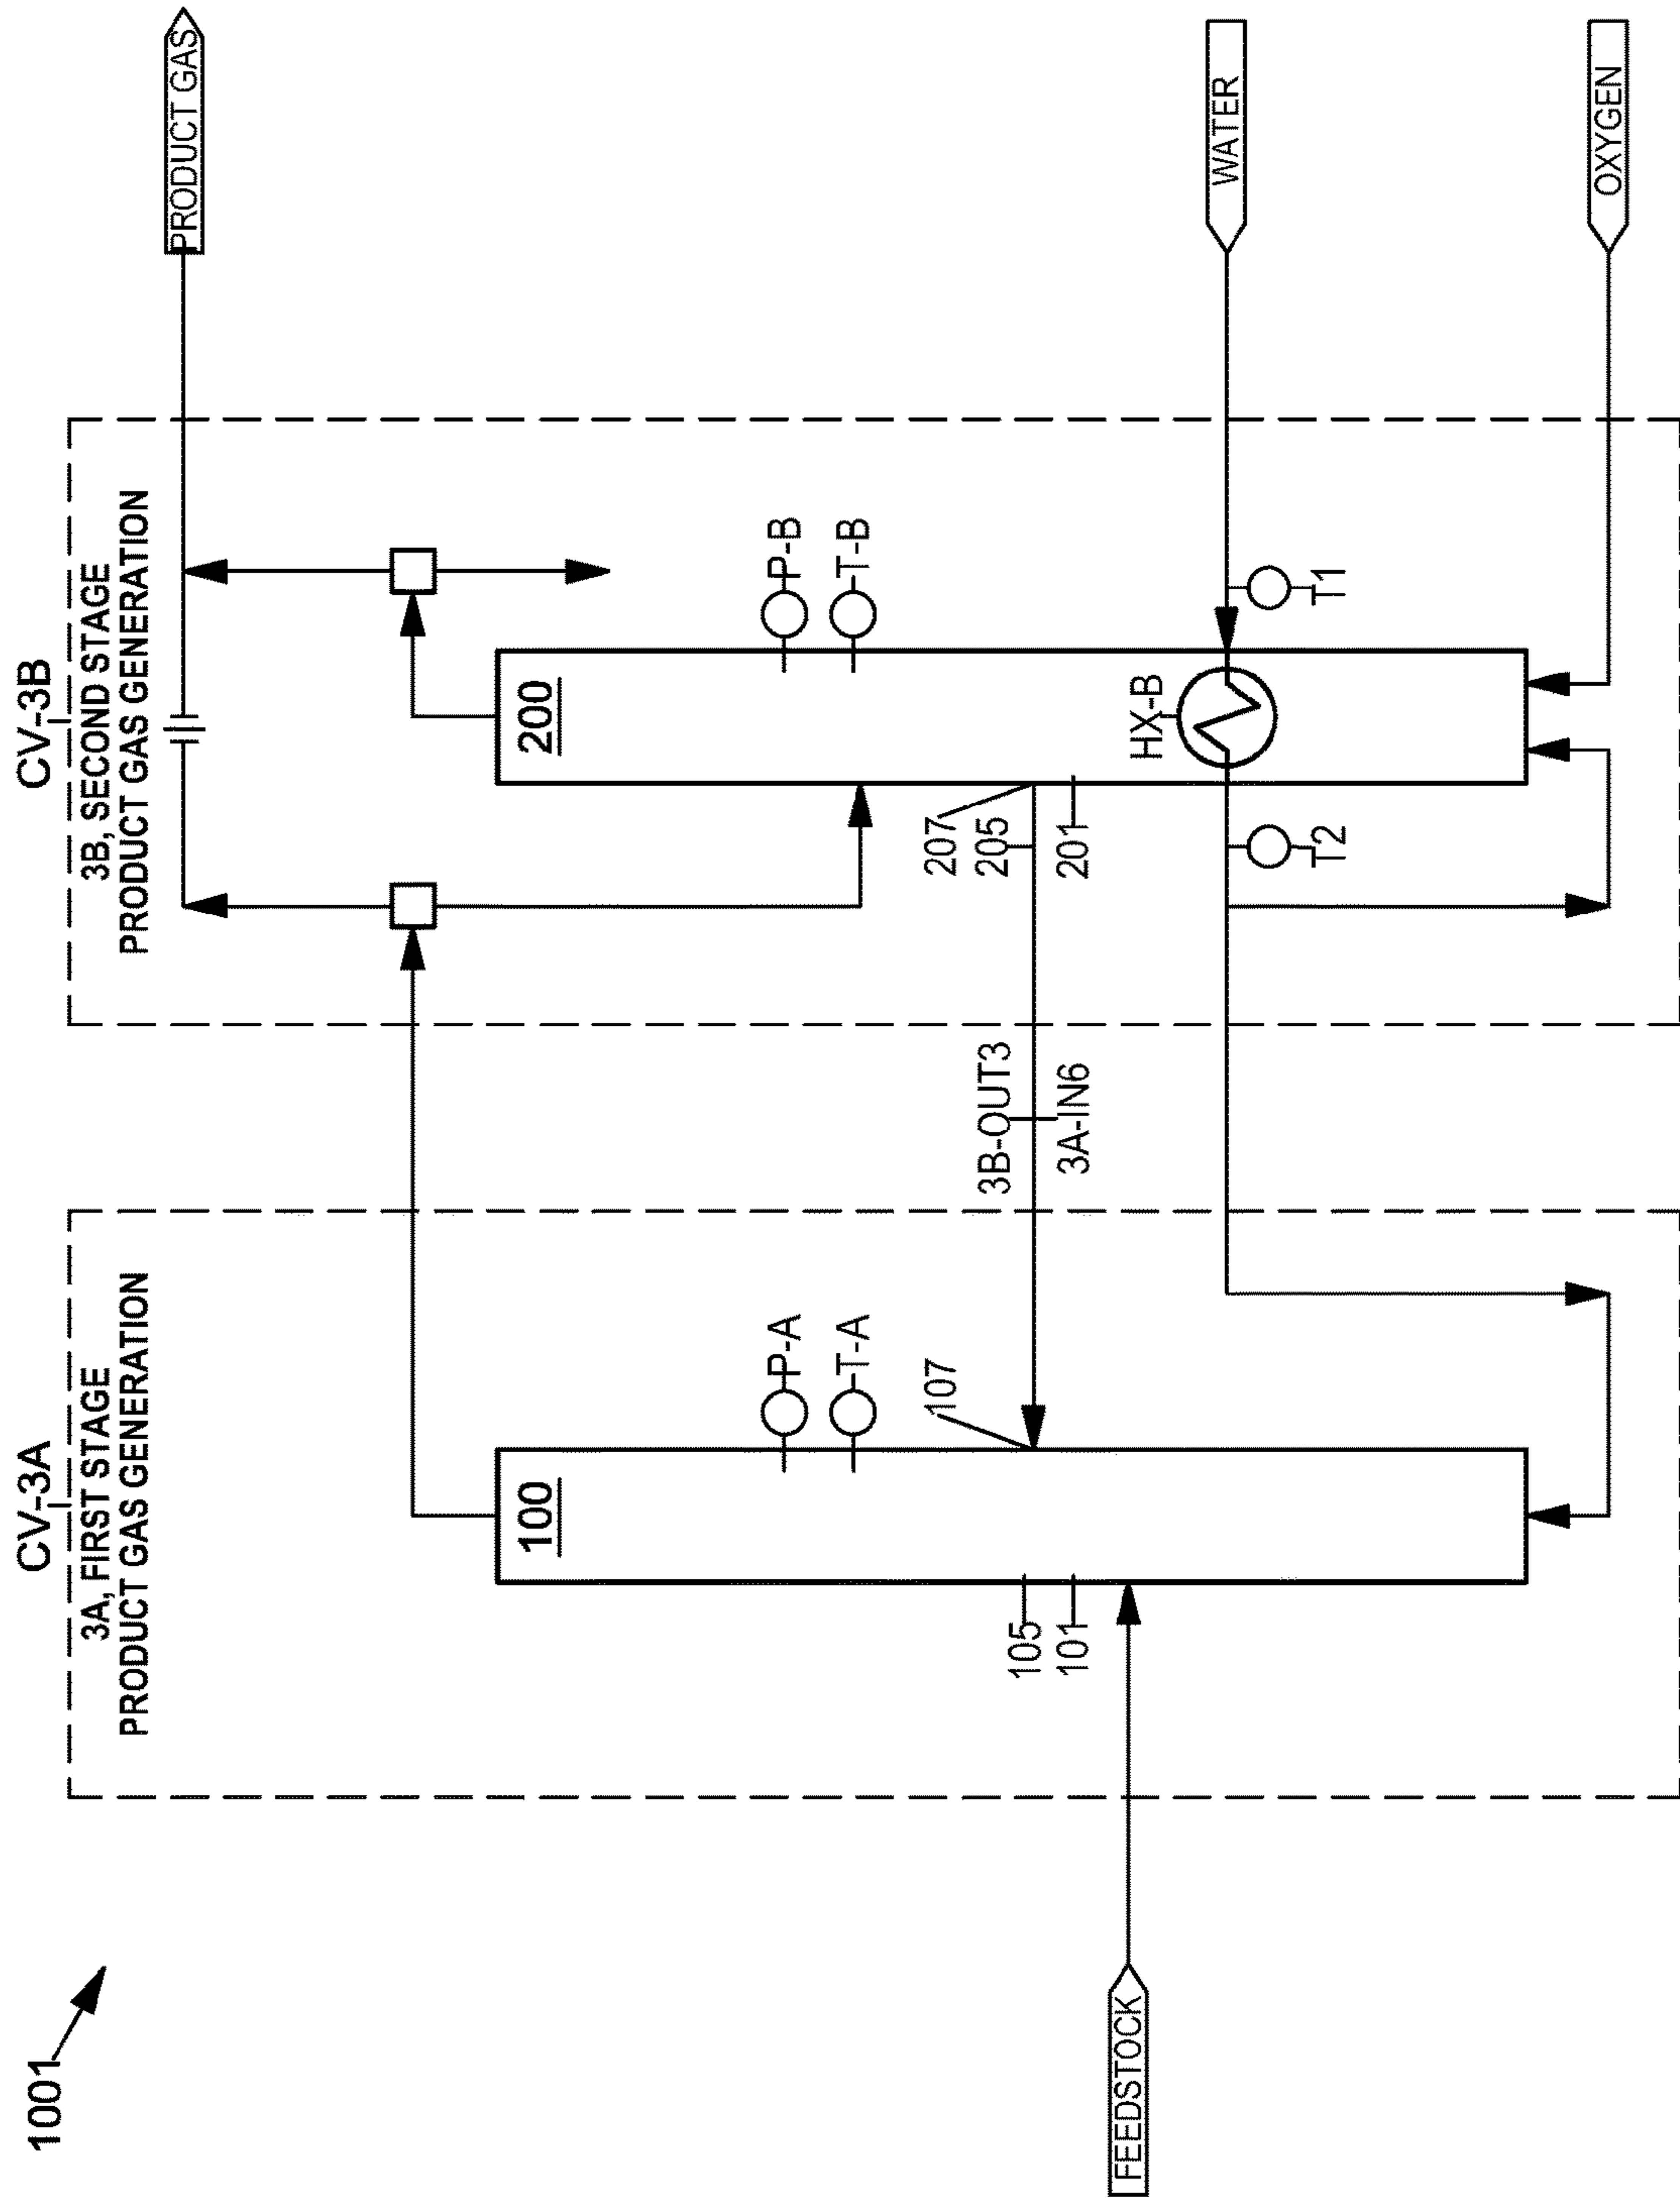 1001
CV-3A
3A, FIRST STAGE
PRODUCT GAS GENERATION
CV-3B
3B, SECOND STAGE
PRODUCT GAS GENERATION
PRODUCT GAS
100
200
P-A
T-A
P-B
T-B
107
105
101
207
205
201
3B-OUT3
3A-IN6
HX-B
T1
T2
FEEDSTOCK
WATER
OXYGEN